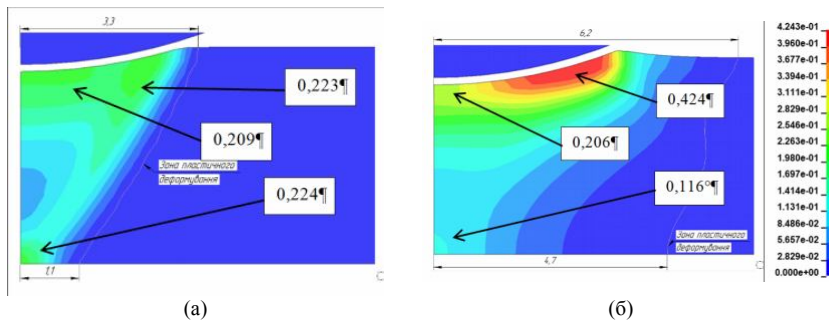 3,3
0,223¶
0,209¶
Зона пластичного
деформування
0,224¶
1,1
(а)
6,2
0,424¶
0,206¶
0,116°¶
Зона пластичного
деформування
4,7
(б)
4.243e-01
3.960e-01
3.677e-01
3.394e-01
3.111e-01
2.829e-01
2.546e-01
2.263e-01
1.980e-01
1.697e-01
1.414e-01
1.131e-01
8.486e-02
5.657e-02
2.829e-02
0.000e+00